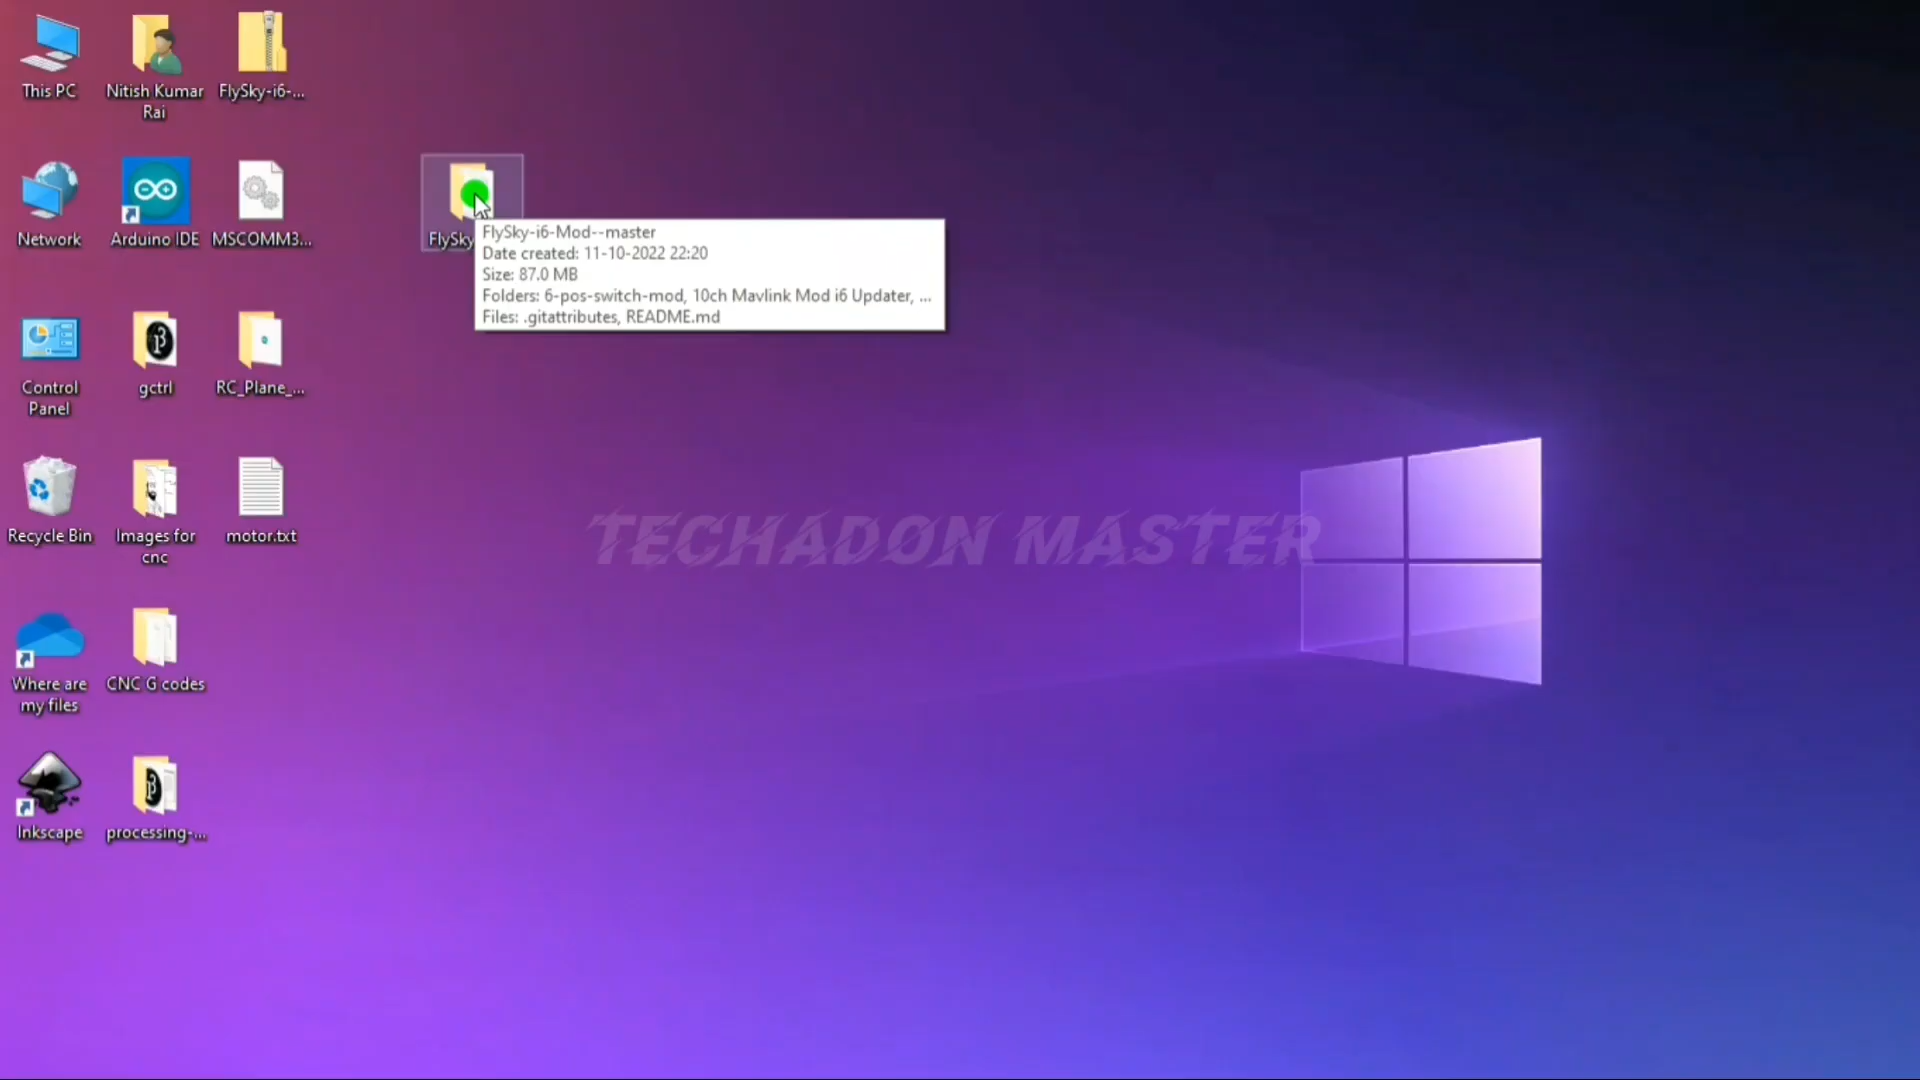 This PC
Nitish Kumar
Rai
FlySky-i6-...
Network
Arduino IDE
MSCOMM3...
FlySky
FlySky-i6-Mod--master
Date created: 11-10-2022 22:20
Size: 87.0 MB
Folders: 6-pos-switch-mod, 10ch Mavlink Mod i6 Updater, ...
Files: .gitattributes, README.md
Control
Panel
gctrl
RC_Plane_...
Recycle Bin
Images for
cnc
motor.txt
TECHADON MASTER
Where are
my files
CNC G codes
Inkscape
processing-...